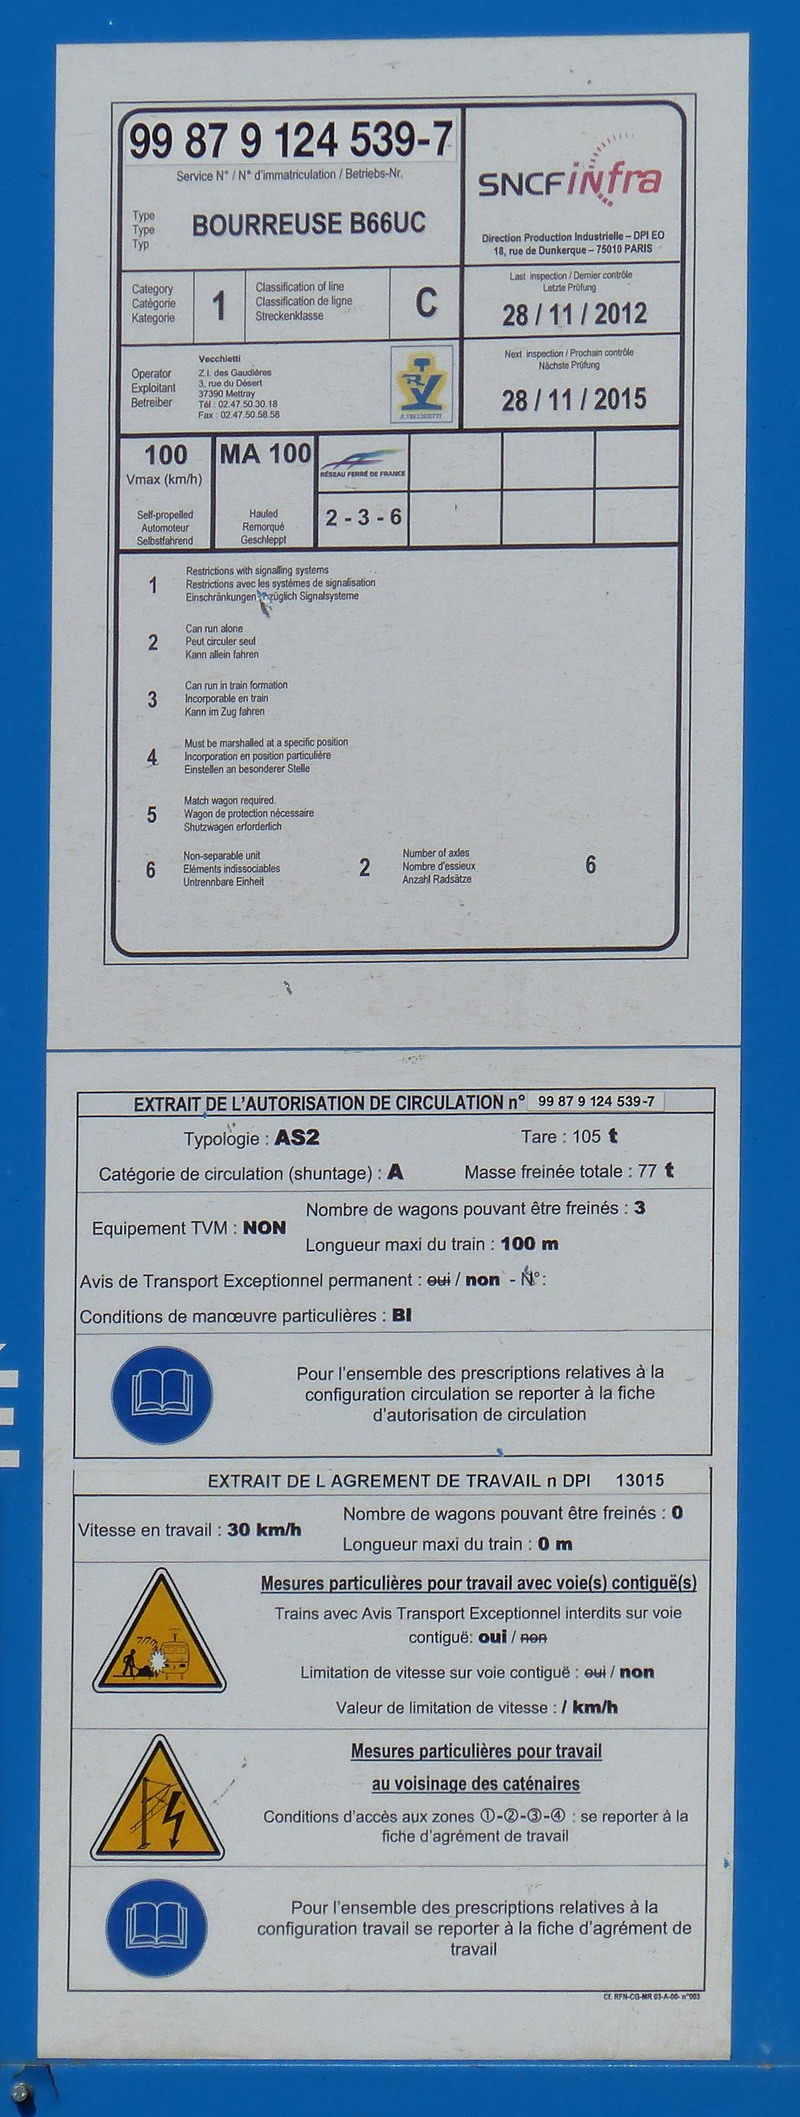 99 87 9 124 539-7
Service N° / N° d'immatriculation / Betriebs-Nr.
Type
Type
Typ
BOURREUSE B66UC
SNCF infra
Direction Production Industrielle – DPI EO
18, rue de Dunkerque – 75010 PARIS
Category
Catégorie
Kategorie
1
Classification of line
Classification de ligne
Streckenklasse
C
Last inspection / Dernier contrôle
Letzte Prüfung
28 / 11 / 2012
Operator
Exploitant
Betreiber
Vecchietti
Z.I. des Gaudières
3, rue du Désert
37390 Mettray
Tél : 02.47.50.30.18
Fax : 02.47.50.58.58
R.VECCHIETTI
Next inspection / Prochain contrôle
Nächste Prüfung
28 / 11 / 2015
100
Vmax (km/h)
Self-propelled
Automoteur
Selbstfahrend
MA 100
Hauled
Remorqué
Geschleppt
RÉSEAU FERRÉ DE FRANCE
2 - 3 - 6
1
Restrictions with signalling systems
Restrictions avec les systèmes de signalisation
Einschränkungen züglich Signalsysteme
2
Can run alone
Peut circuler seul
Kann allein fahren
3
Can run in train formation
Incorporable en train
Kann im Zug fahren
4
Must be marshalled at a specific position
Incorporation en position particulière
Einstellen an besonderer Stelle
5
Match wagon required.
Wagon de protection nécessaire
Shutzwagen erforderlich
6
Non-separable unit
Eléments indissociables
Untrennbare Einheit
2
Number of axles
Nombre d'essieux
Anzahl Radsätze
6
EXTRAIT DE L'AUTORISATION DE CIRCULATION n° 99 87 9 124 539-7
Typologie : AS2
Tare : 105 t
Catégorie de circulation (shuntage) : A
Masse freinée totale : 77 t
Equipement TVM : NON
Nombre de wagons pouvant être freinés : 3
Longueur maxi du train : 100 m
Avis de Transport Exceptionnel permanent : oui / non - N° :
Conditions de manœuvre particulières : BI
Pour l'ensemble des prescriptions relatives à la
configuration circulation se reporter à la fiche
d'autorisation de circulation
EXTRAIT DE L AGREMENT DE TRAVAIL n DPI 13015
Vitesse en travail : 30 km/h
Nombre de wagons pouvant être freinés : 0
Longueur maxi du train : 0 m
Mesures particulières pour travail avec voie(s) contiguë(s)
Trains avec Avis Transport Exceptionnel interdits sur voie
contiguë: oui / non
Limitation de vitesse sur voie contiguë : oui / non
Valeur de limitation de vitesse : / km/h
Mesures particulières pour travail
au voisinage des caténaires
Conditions d'accès aux zones ①-②-③-④ : se reporter à la
fiche d'agrément de travail
Pour l'ensemble des prescriptions relatives à la
configuration travail se reporter à la fiche d'agrément de
travail
Cf. RFN-CG-MR 03-A-00- n°003